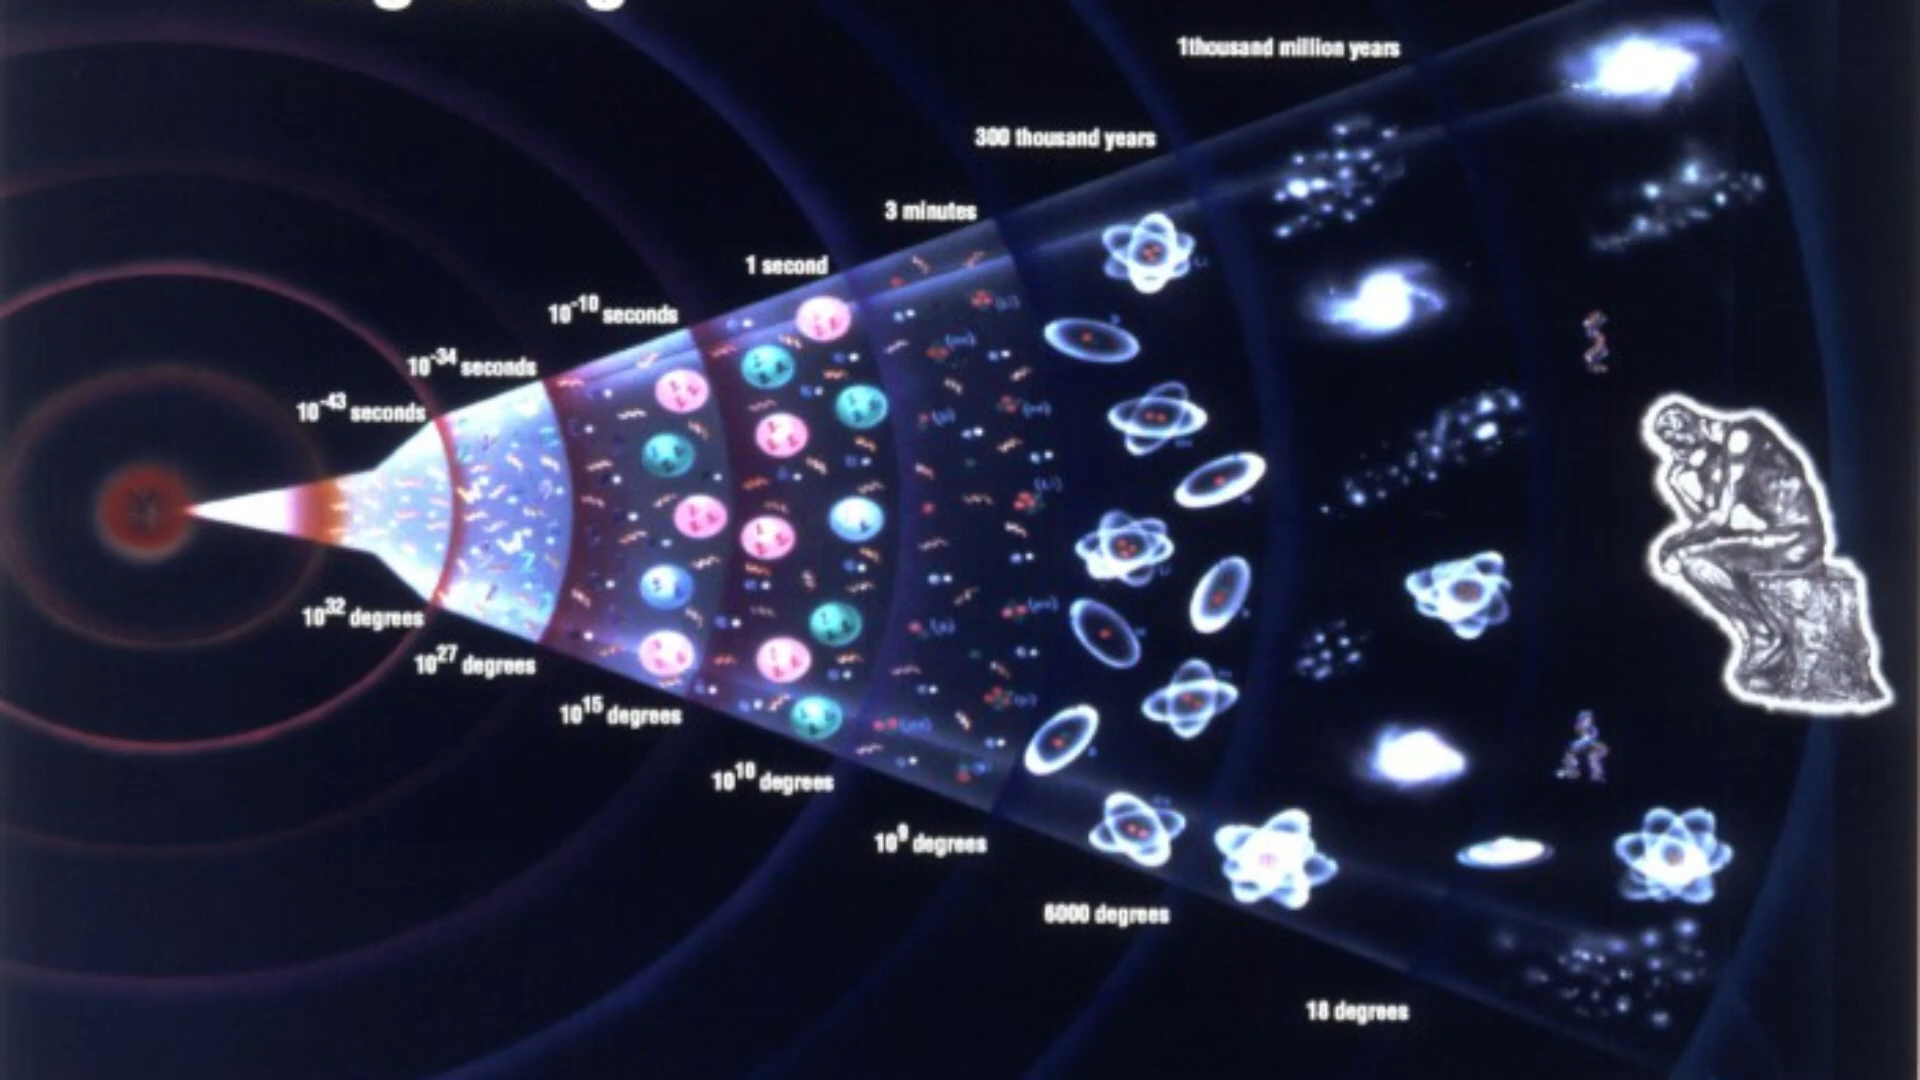 1thousand million years
300 thousand years
3 minutes
1 second
10⁻¹⁰ seconds
10⁻³⁴ seconds
10⁻⁴³ seconds
10³² degrees
10²⁷ degrees
10¹⁵ degrees
10¹⁰ degrees
10⁹ degrees
6000 degrees
18 degrees